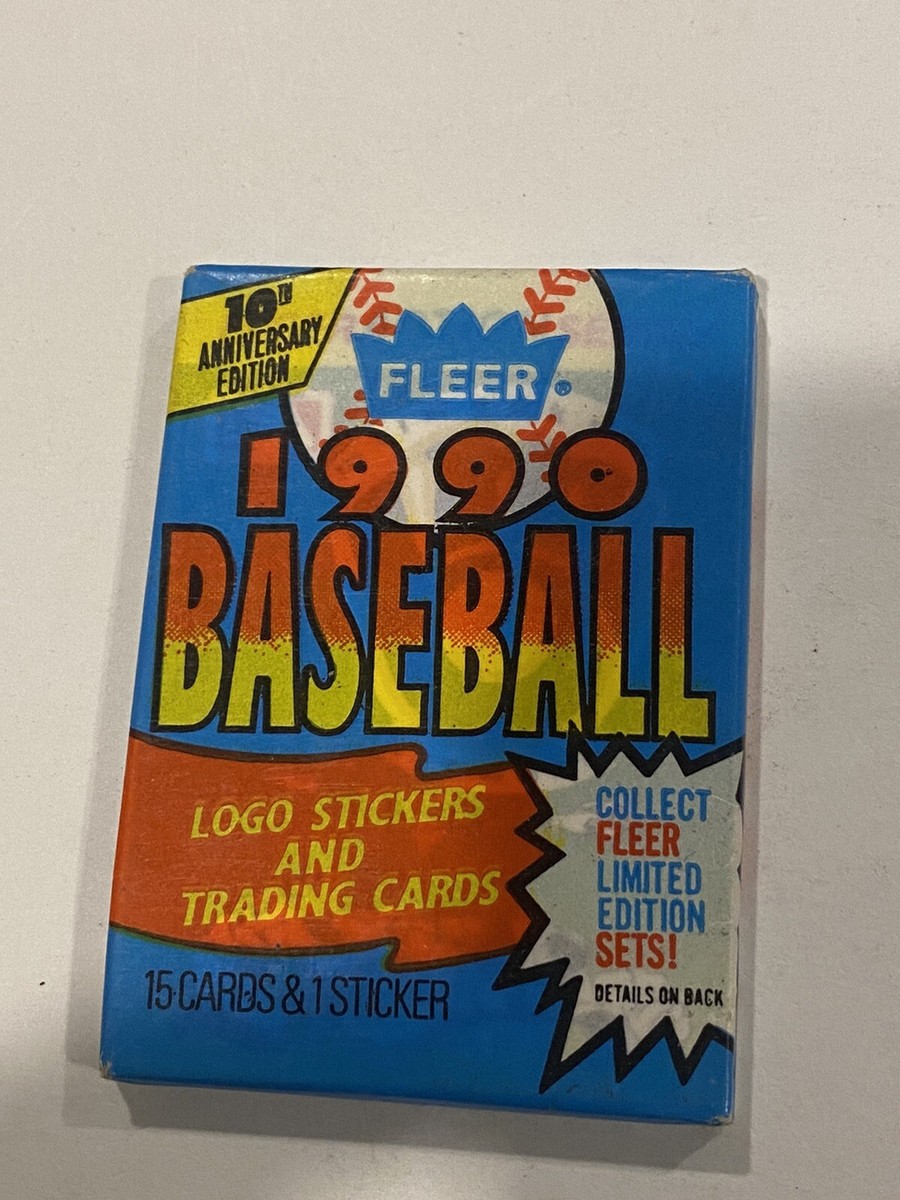 10TH
ANNIVERSARY
EDITION
FLEER®
1990
BASEBALL
LOGO STICKERS
AND
TRADING CARDS
15 CARDS & 1 STICKER
COLLECT
FLEER
LIMITED
EDITION
SETS!
DETAILS ON BACK